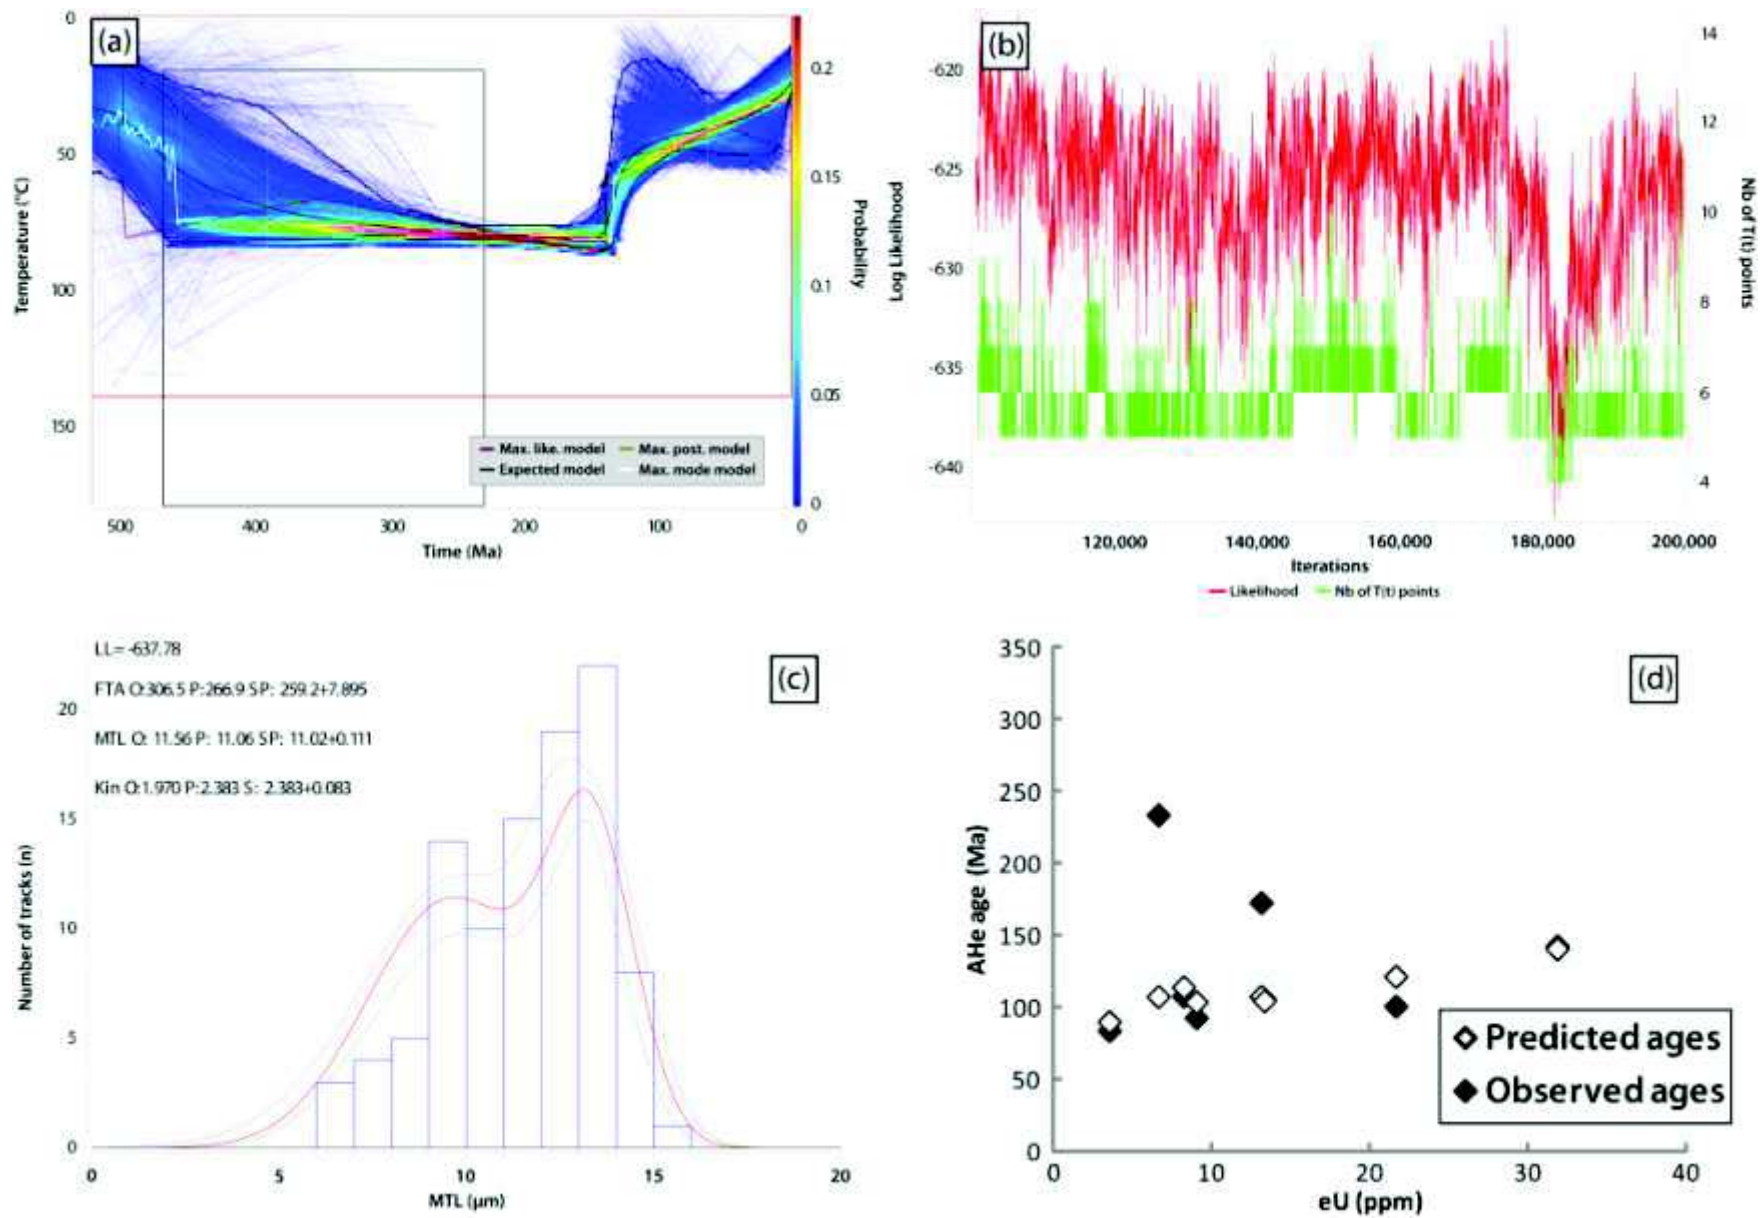 (a)
0
50
100
150
Temperature (°C)
500 400 300 200 100 0
Time (Ma)
0.2
0.15
0.1
0.05
0
Probability
Max. like. model Max. post. model
Expected model Max. mode model
(b)
-620
-625
-630
-635
-640
Log Likelihood
14
12
10
8
6
4
Nb of T(t) points
120,000 140,000 160,000 180,000 200,000
Iterations
Likelihood Nb of T(t) points
(c)
LL= -637.78
FTA O:306.5 P:266.9 SP: 259.2+7.895
MTL O: 11.56 P: 11.06 SP: 11.02+0.111
Kin O:1.970 P:2.383 S: 2.383+0.083
20
15
10
5
0
Number of tracks (n)
0 5 10 15 20
MTL (µm)
(d)
350
300
250
200
150
100
50
0
AHe age (Ma)
0 10 20 30 40
eU (ppm)
Predicted ages
Observed ages